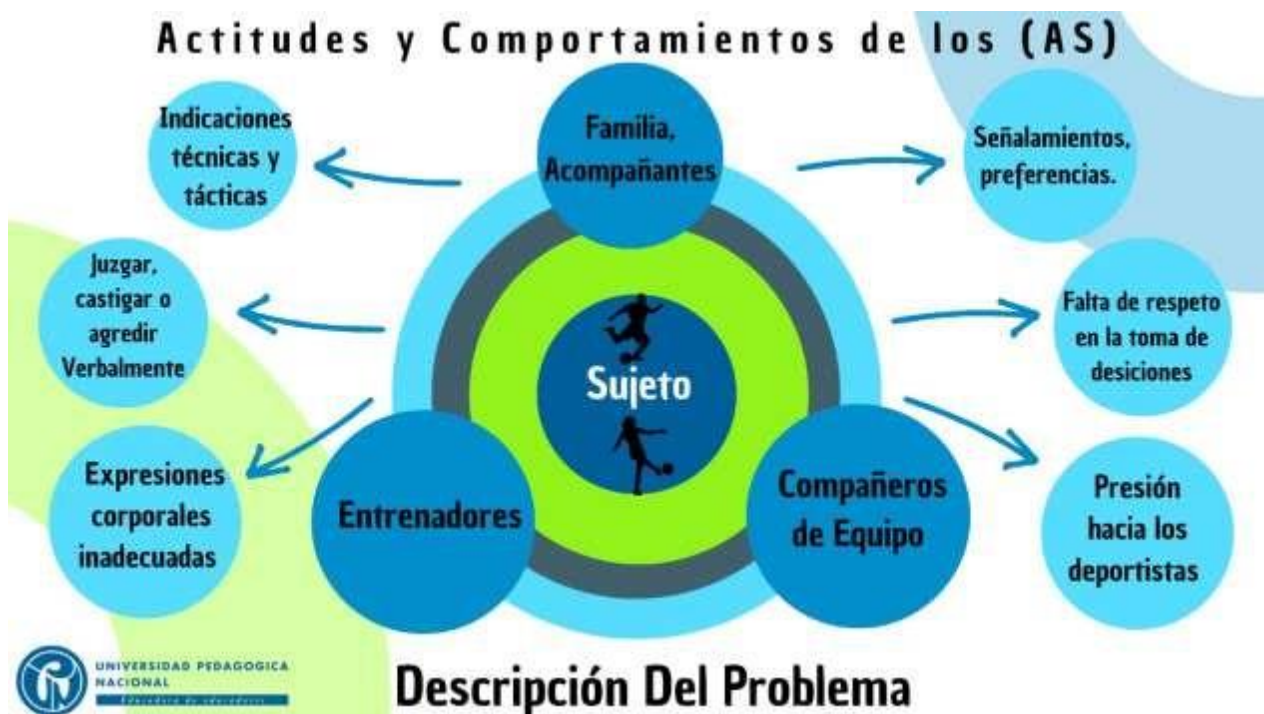 Actitudes y Comportamientos de los (AS)
Indicaciones
técnicas y
tácticas
Familia,
Acompañantes
Señalamientos,
preferencias.
Juzgar,
castigar o
agredir
Verbalmente
Sujeto
Falta de respeto
en la toma de
desiciones
Expresiones
corporales
inadecuadas
Entrenadores
Compañeros
de Equipo
Presión
hacia los
deportistas
UNIVERSIDAD PEDAGOGICA
NACIONAL
Descripción Del Problema